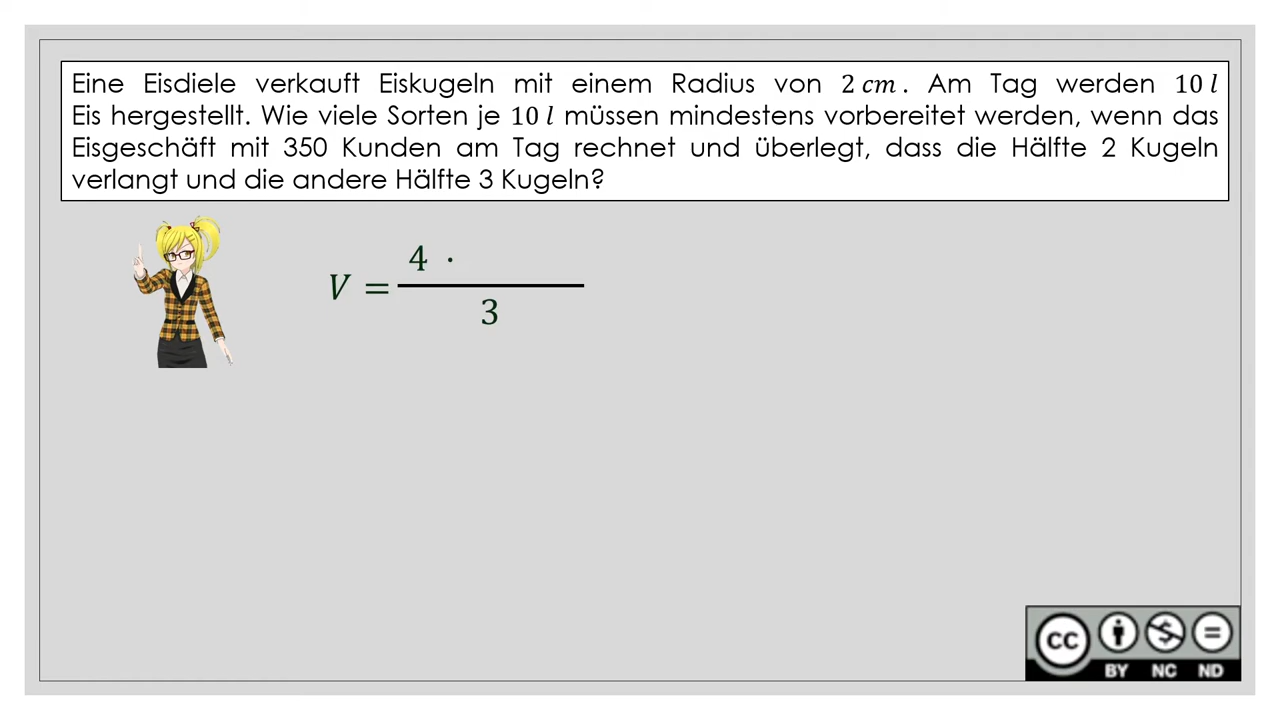 Eine Eisdiele verkauft Eiskugeln mit einem Radius von 2 cm. Am Tag werden 10 l
Eis hergestellt. Wie viele Sorten je 10 l müssen mindestens vorbereitet werden, wenn das
Eisgeschäft mit 350 Kunden am Tag rechnet und überlegt, dass die Hälfte 2 Kugeln
verlangt und die andere Hälfte 3 Kugeln?
4 ·
V =
3
cc
BY NC ND